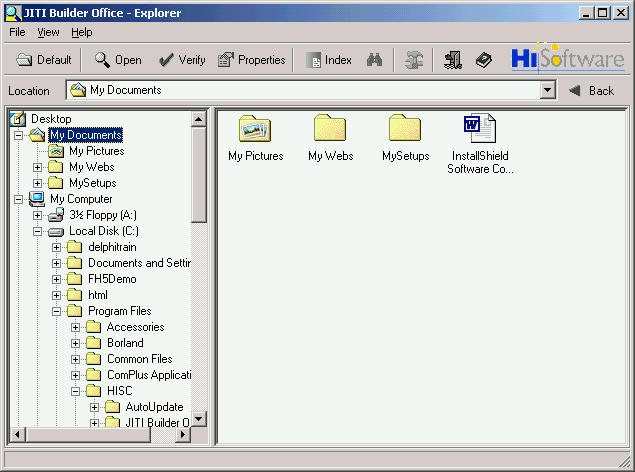 JITI Builder Office - Explorer
File View Help
Default Open Verify Properties Index HiSoftware
Location My Documents Back
Desktop
My Documents
My Pictures
My Webs
MySetups
My Computer
3½ Floppy (A:)
Local Disk (C:)
delphitrain
Documents and Settin
FH5Demo
html
Program Files
Accessories
Borland
Common Files
ComPlus Applicati
HISC
AutoUpdate
JITI Builder O
My Pictures My Webs MySetups InstallShield
Software Co...